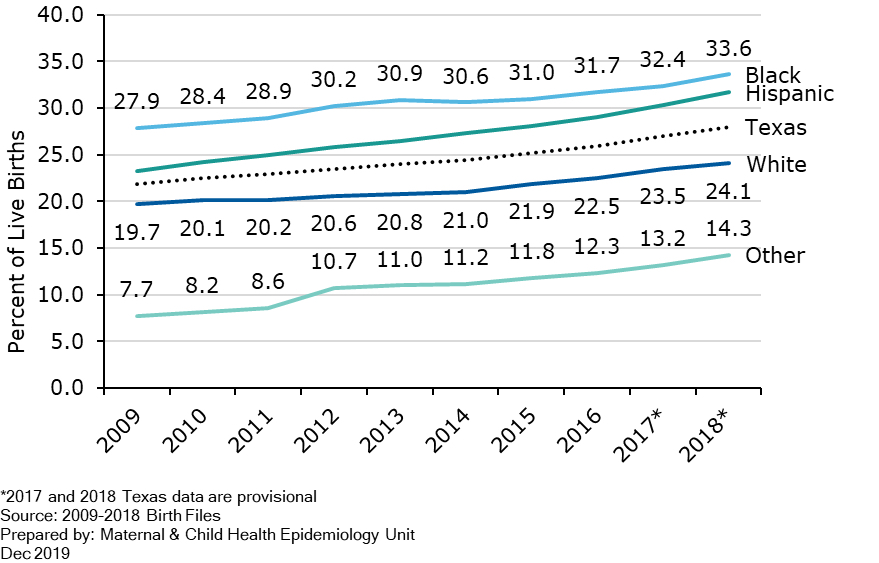 40.0
35.0
30.0
25.0
20.0
15.0
10.0
5.0
0.0
Percent of Live Births
27.9 28.4 28.9 30.2 30.9 30.6 31.0 31.7 32.4 33.6
Black
Hispanic
Texas
White
19.7 20.1 20.2 20.6 20.8 21.0 21.9 22.5 23.5 24.1
7.7 8.2 8.6 10.7 11.0 11.2 11.8 12.3 13.2 14.3
Other
2009 2010 2011 2012 2013 2014 2015 2016 2017* 2018*
*2017 and 2018 Texas data are provisional
Source: 2009-2018 Birth Files
Prepared by: Maternal & Child Health Epidemiology Unit
Dec 2019